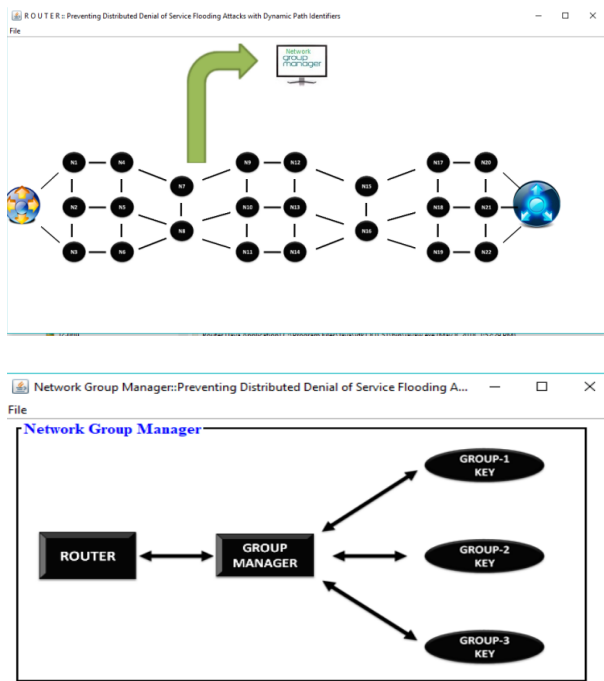 R O U T E R :: Preventing Distributed Denial of Service Flooding Attacks with Dynamic Path Identifiers
File
Network
group
manager
N1 N4 N9 N12 N17 N20
N7 N15
N2 N5 N10 N13 N18 N21
N8 N16
N3 N6 N11 N14 N19 N22
Network Group Manager::Preventing Distributed Denial of Service Flooding A...
File
Network Group Manager
GROUP-1
KEY
ROUTER
GROUP
MANAGER
GROUP-2
KEY
GROUP-3
KEY